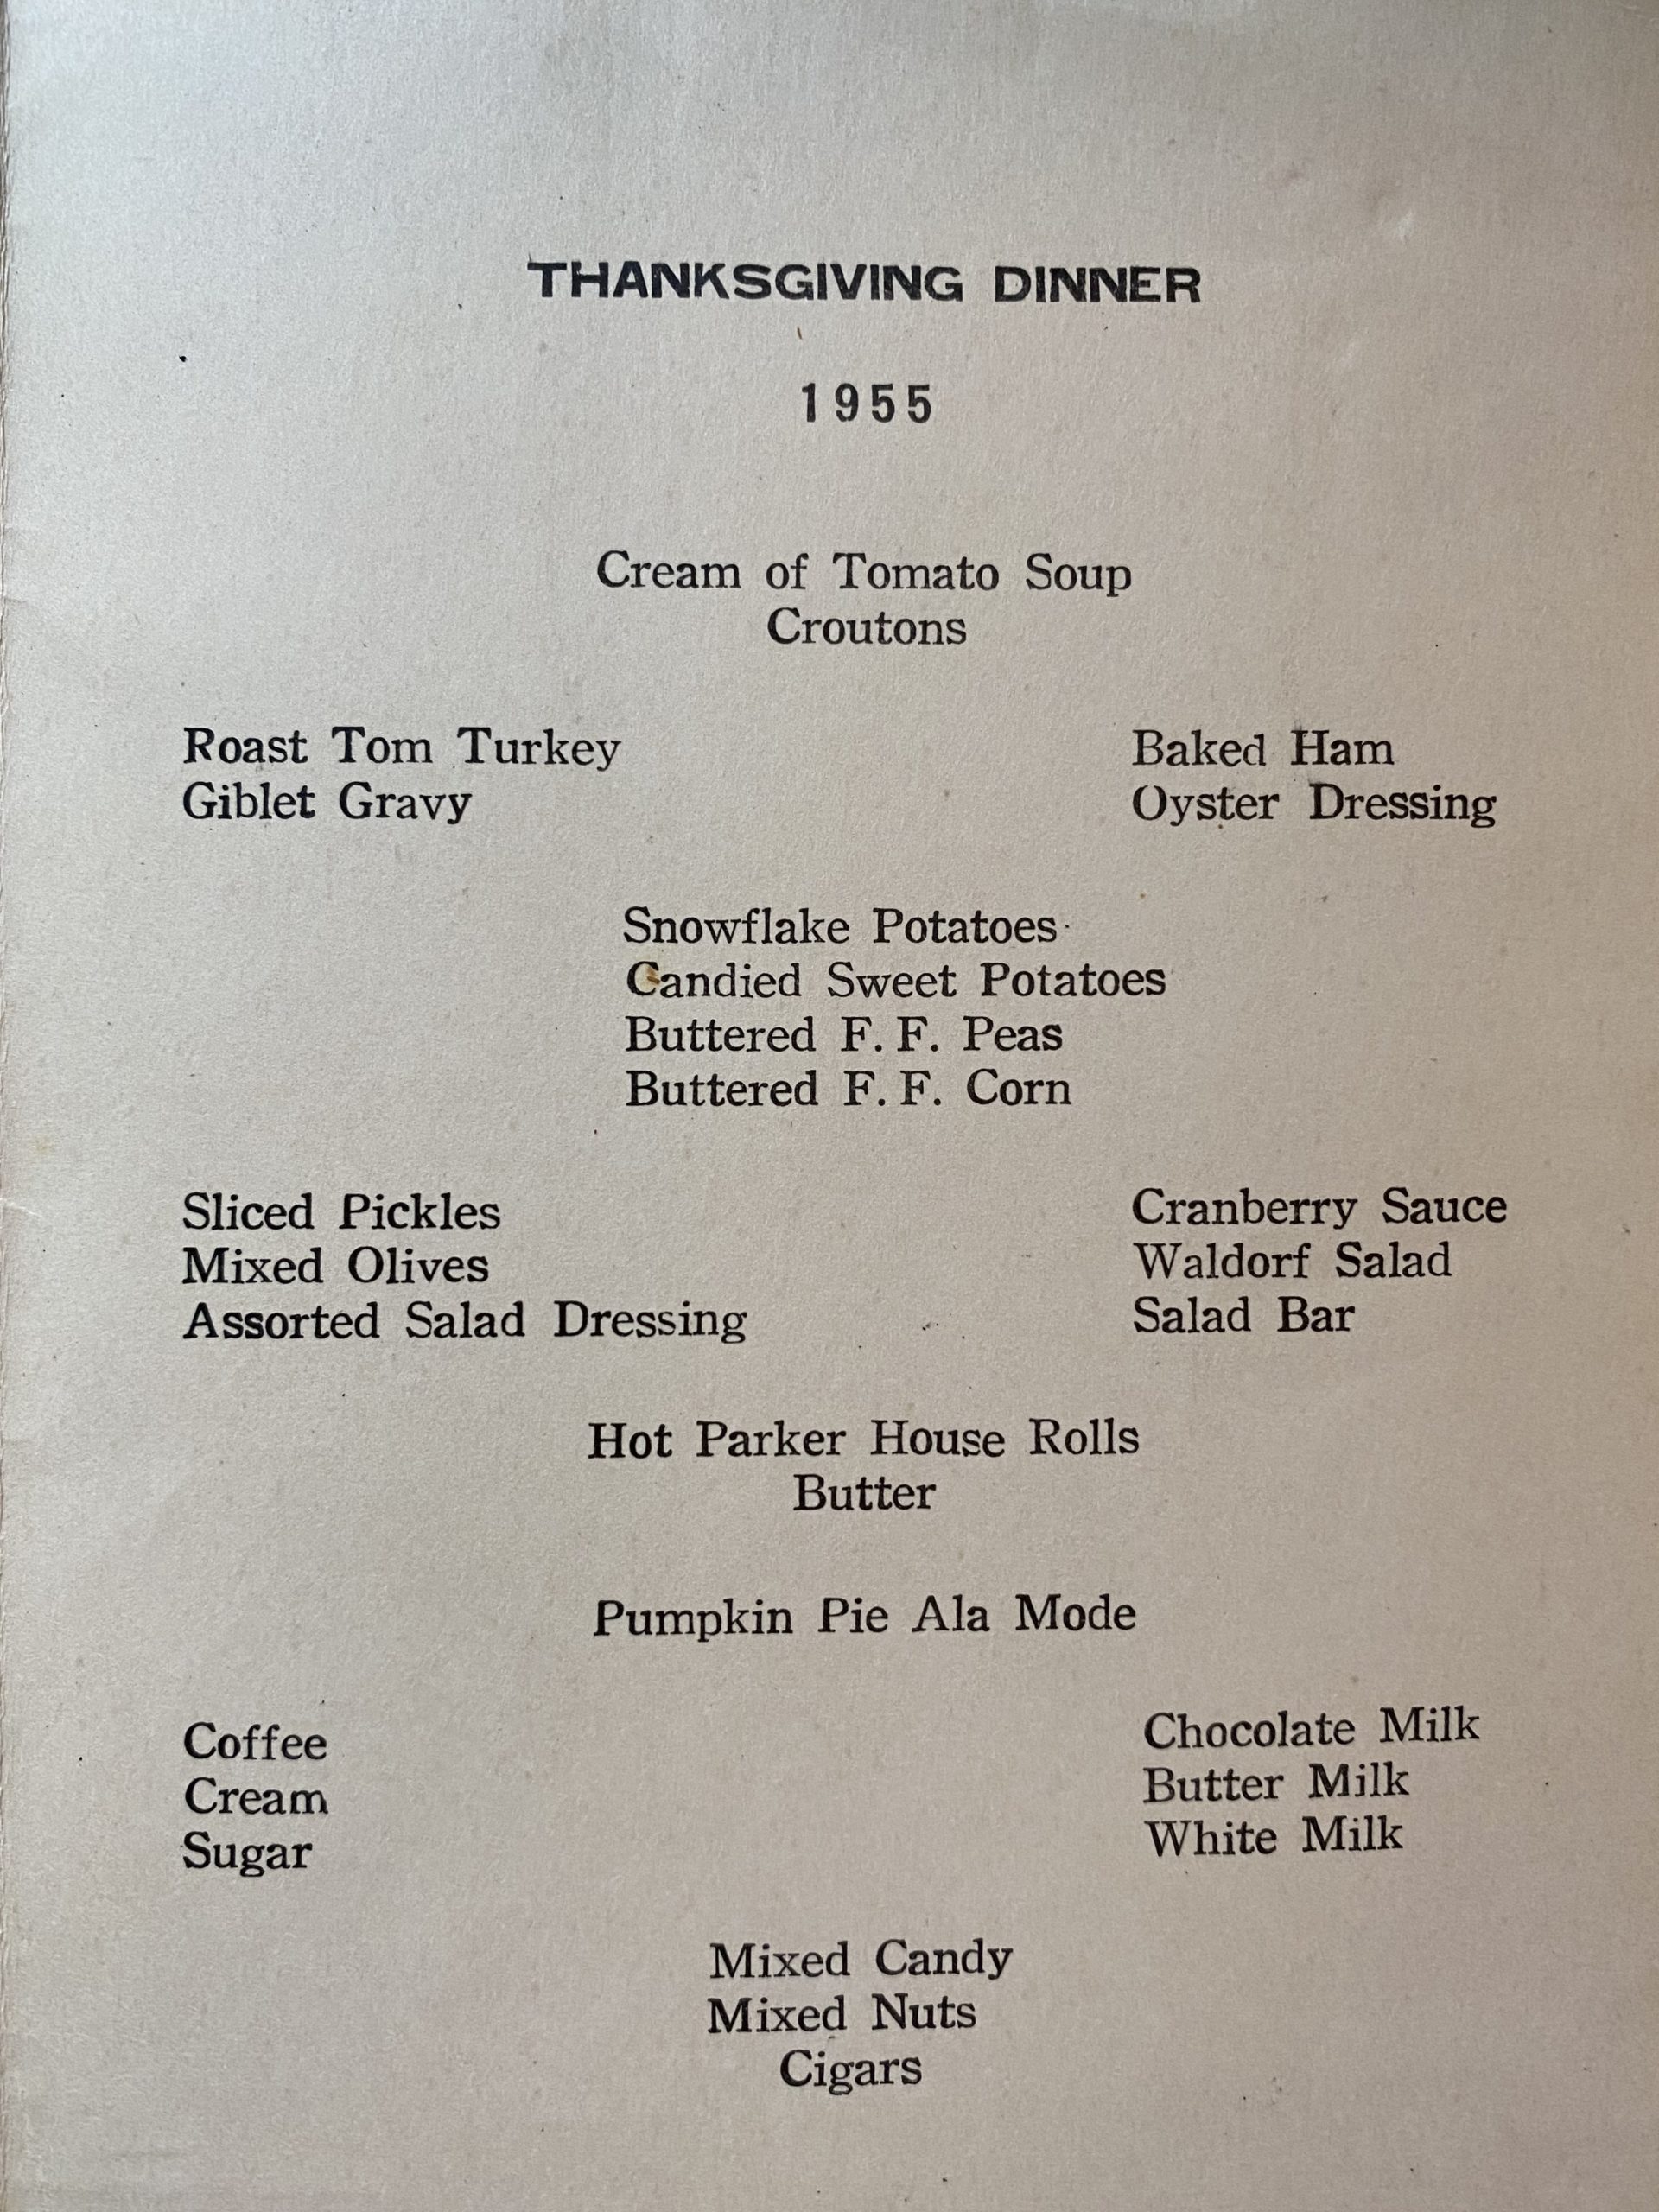 THANKSGIVING DINNER
1955
Cream of Tomato Soup
Croutons
Roast Tom Turkey
Giblet Gravy
Baked Ham
Oyster Dressing
Snowflake Potatoes
Candied Sweet Potatoes
Buttered F. F. Peas
Buttered F. F. Corn
Sliced Pickles
Mixed Olives
Assorted Salad Dressing
Cranberry Sauce
Waldorf Salad
Salad Bar
Hot Parker House Rolls
Butter
Pumpkin Pie Ala Mode
Coffee
Cream
Sugar
Chocolate Milk
Butter Milk
White Milk
Mixed Candy
Mixed Nuts
Cigars